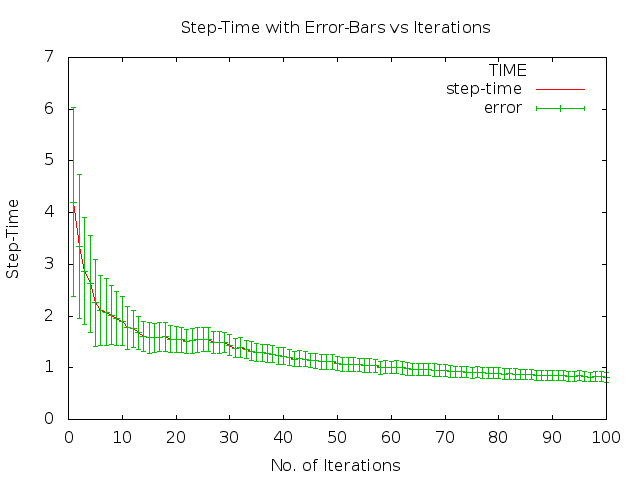 Step-Time with Error-Bars vs Iterations
TIME
step-time
error
Step-Time
7
6
5
4
3
2
1
0
0 10 20 30 40 50 60 70 80 90 100
No. of Iterations